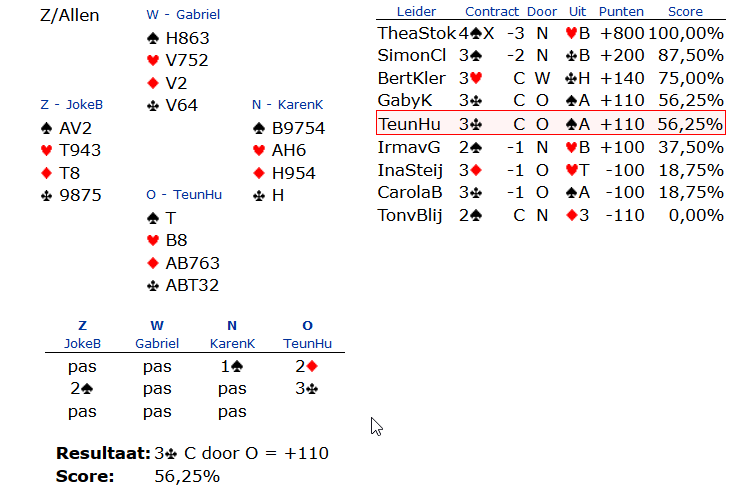 Z/Allen
W - Gabriel
♠ H863
♥ V752
♦ V2
♣ V64
Z - JokeB
♠ AV2
♥ T943
♦ T8
♣ 9875
N - KarenK
♠ B9754
♥ AH6
♦ H954
♣ H
O - TeunHu
♠ T
♥ B8
♦ AB763
♣ ABT32
Z W N O
JokeB Gabriel KarenK TeunHu
pas pas 1♠ 2♦
2♠ pas pas 3♣
pas pas pas
Resultaat: 3♣ C door O = +110
Score: 56,25%
Leider Contract Door Uit Punten Score
TheaStok 4♠X -3 N ♥B +800 100,00%
SimonCl 3♠ -2 N ♣B +200 87,50%
BertKler 3♥ C W ♣H +140 75,00%
GabyK 3♣ C O ♠A +110 56,25%
TeunHu 3♣ C O ♠A +110 56,25%
IrmavG 2♠ -1 N ♥B +100 37,50%
InaSteij 3♦ -1 O ♥T -100 18,75%
CarolaB 3♣ -1 O ♠A -100 18,75%
TonvBlij 2♠ C N ♦3 -110 0,00%